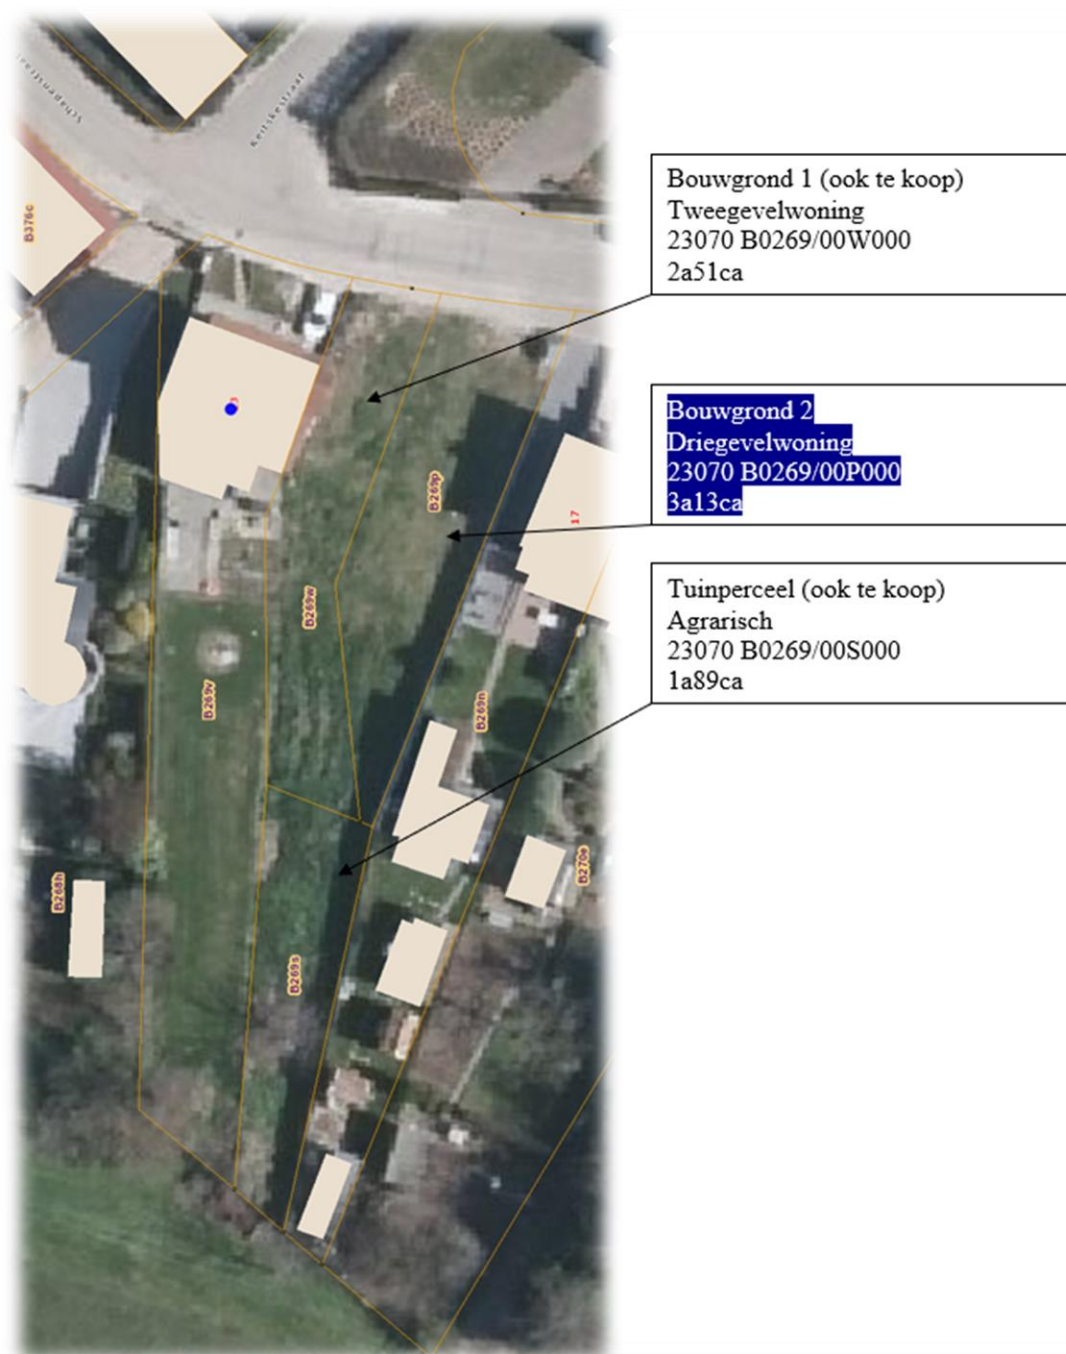 Keitskestraat
B376c
Bouwgrond 1 (ook te koop)
Tweegevelwoning
23070 B0269/00W000
2a51ca
Bouwgrond 2
Driegevelwoning
23070 B0269/00P000
3a13ca
B269p
17
Tuinperceel (ook te koop)
Agrarisch
23070 B0269/00S000
1a89ca
B269w
B269v
B269n
B268h
B270e
B269s